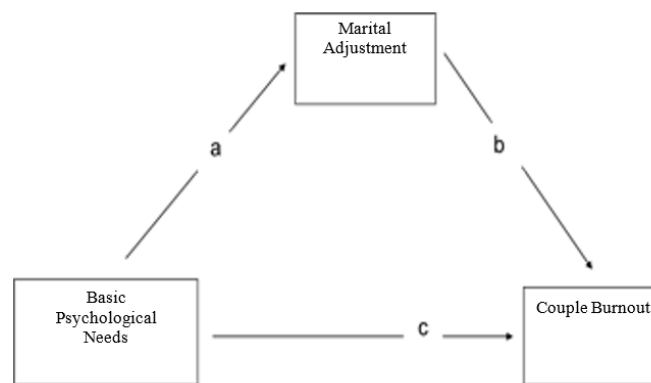 Marital
Adjustment
a
b
Basic
Psychological
Needs
Couple Burnout
c